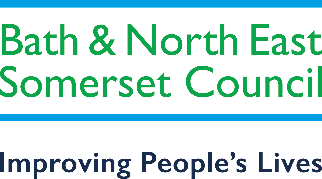 Bath & North East
Somerset Council
Improving People's Lives